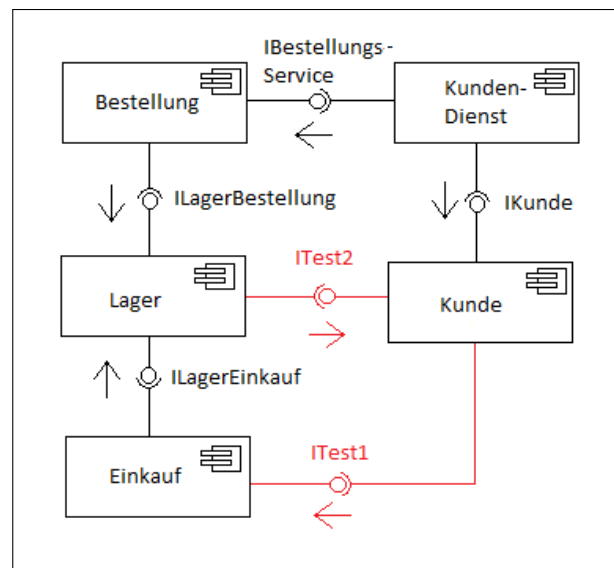 IBestellungs-
Service
Bestellung
Kunden-
Dienst
ILagerBestellung
IKunde
ITest2
Lager
Kunde
ILagerEinkauf
ITest1
Einkauf